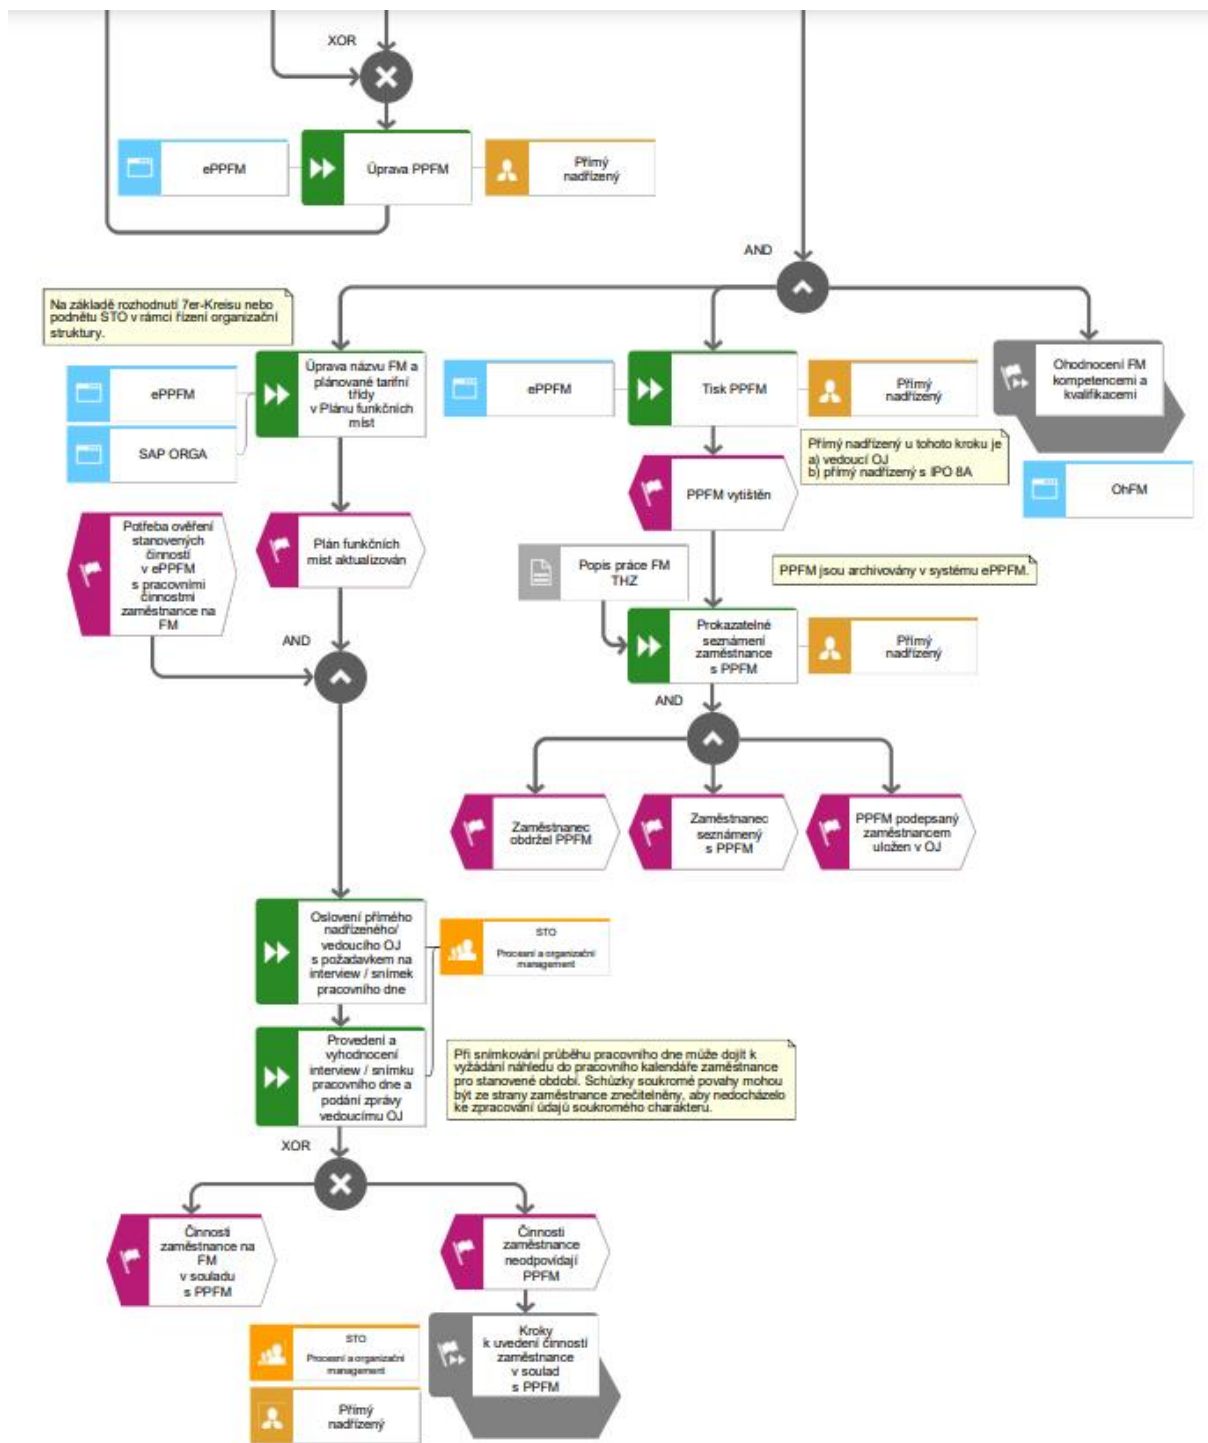 XOR
ePPFM
Úprava PPFM
Přímý
nadřízený
AND
Na základě rozhodnutí 7er-Kreisu nebo
podnětu STO v rámci řízení organizační
struktury.
ePPFM
SAP ORGA
Úprava názvu FM a
plánované tarifní
třídy
v Plánu funkčních
míst
ePPFM
Tisk PPFM
Přímý
nadřízený
Ohodnocení FM
kompetencemi a
kvalifikacemi
OhFM
Přímý nadřízený u tohoto kroku je
a) vedoucí OJ
b) přímý nadřízený s IPO 8A
PPFM vytištěn
Potřeba ověření
stanovených
činností
v ePPFM
s pracovními
činnostmi
zaměstnance na
FM
Plán funkčních
míst aktualizován
Popis práce FM
THZ
PPFM jsou archivovány v systému ePPFM.
Prokazatelné
seznámení
zaměstnance
s PPFM
Přímý
nadřízený
AND
AND
Zaměstnanec
obdržel PPFM
Zaměstnanec
seznámený
s PPFM
PPFM podepsaný
zaměstnancem
uložen v OJ
Oslovení přímého
nadřízeného/
vedoucího OJ
s požadavkem na
interview / snímek
pracovního dne
STO
Procesní a organizační
management
Provedení a
vyhodnocení
interview / snímku
pracovního dne a
podání zprávy
vedoucímu OJ
Při snímkování průběhu pracovního dne může dojít k
vyžádání náhledu do pracovního kalendáře zaměstnance
pro stanovené období. Schůzky soukromé povahy mohou
být ze strany zaměstnance znečitelněny, aby nedocházelo
ke zpracování údajů soukromého charakteru.
XOR
Činnosti
zaměstnance na
FM
v souladu
s PPFM
Činnosti
zaměstnance
neodpovídají
PPFM
STO
Procesní a organizační
management
Přímý
nadřízený
Kroky
k uvedení činností
zaměstnance
v soulad
s PPFM